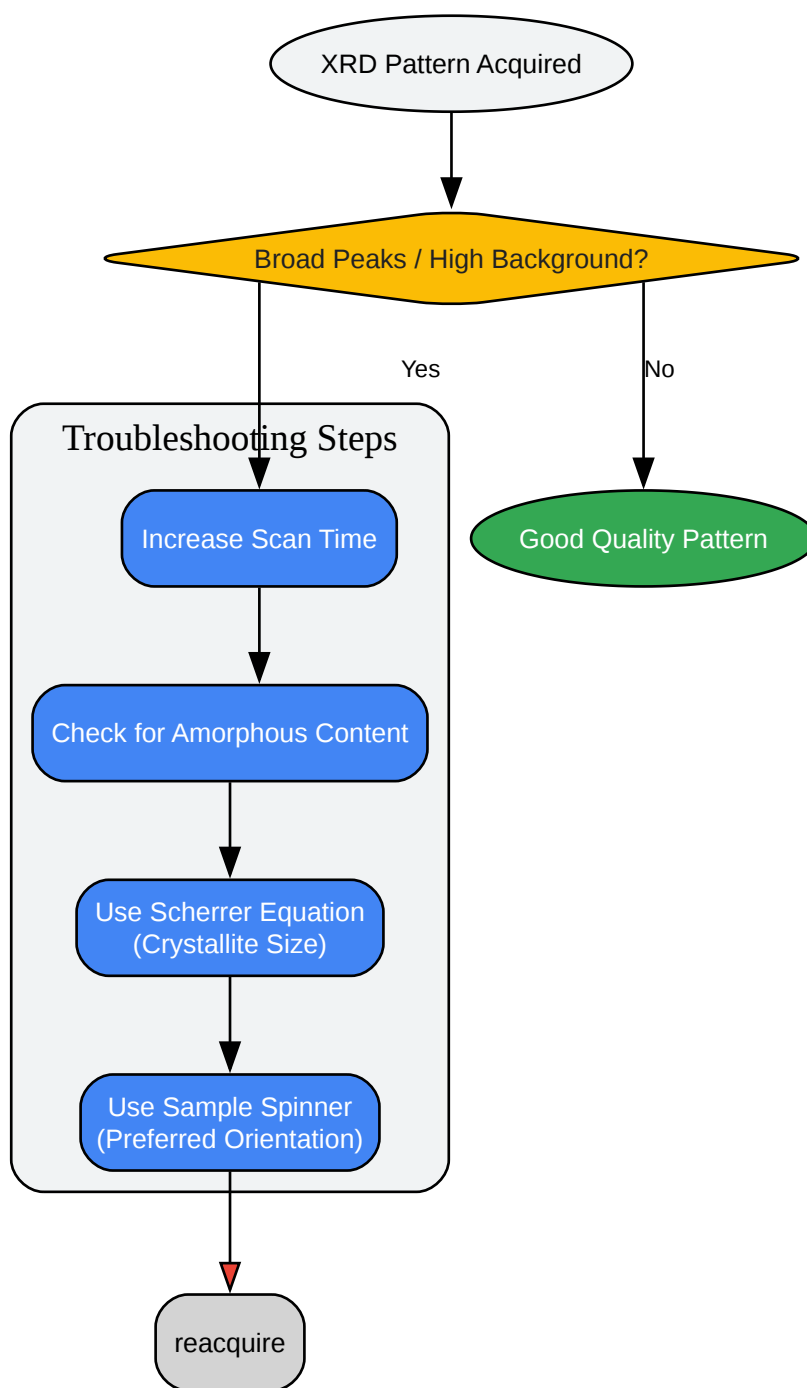 XRD Pattern Acquired
Broad Peaks / High Background?
Yes
No
Troubleshooting Steps
Increase Scan Time
Good Quality Pattern
Check for Amorphous Content
Use Scherrer Equation
(Crystallite Size)
Use Sample Spinner
(Preferred Orientation)
reacquire